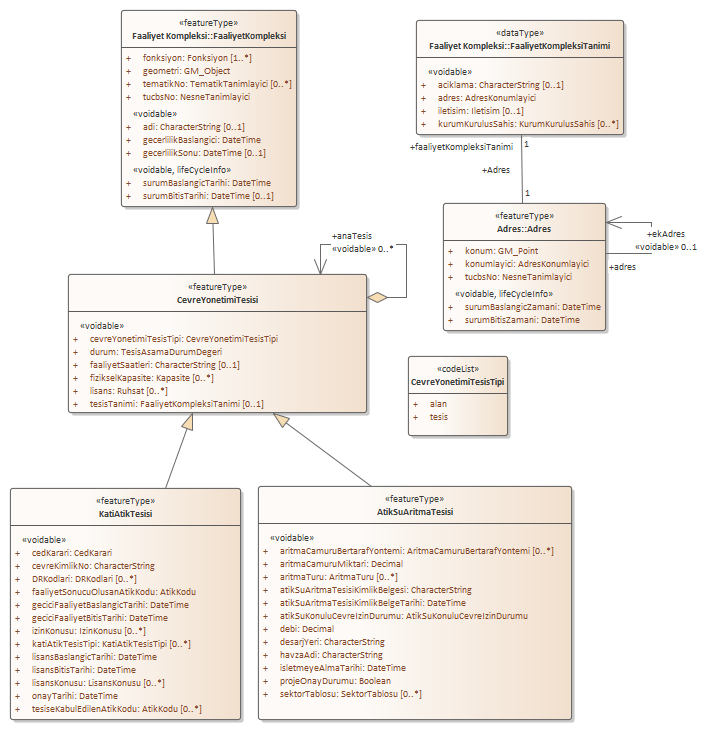 «featureType»
Faaliyet Kompleksi::FaaliyetKompleksi
+ fonksiyon: Fonksiyon [1..*]
+ geometri: GM_Object
+ tematikNo: TematikTanimlayici [0..*]
+ tucbsNo: NesneTanimlayici
«voidable»
+ adi: CharacterString [0..1]
+ gecerlilikBaslangici: DateTime
+ gecerlilikSonu: DateTime [0..1]
«voidable, lifeCycleInfo»
+ surumBaslangicTarihi: DateTime
+ surumBitisTarihi: DateTime [0..1]
«dataType»
Faaliyet Kompleksi::FaaliyetKompleksiTanimi
«voidable»
+ aciklama: CharacterString [0..1]
+ adres: AdresKonumlayici
+ iletisim: Iletisim [0..1]
+ kurumKurulusSahis: KurumKurulusSahis [0..*]
+faaliyetKompleksiTanimi 1
+Adres
1
«featureType»
Adres::Adres
+ konum: GM_Point
+ konumlayici: AdresKonumlayici
+ tucbsNo: NesneTanimlayici
«voidable, lifeCycleInfo»
+ surumBaslangicZamani: DateTime
+ surumBitisZamani: DateTime
+ekAdres
«voidable» 0..1
+adres
+anaTesis
«voidable» 0..*
«featureType»
CevreYonetimiTesisi
«voidable»
+ cevreYonetimiTesisTipi: CevreYonetimiTesisTipi
+ durum: TesisAsamaDurumDegeri
+ faaliyetSaatleri: CharacterString [0..1]
+ fizikselKapasite: Kapasite [0..*]
+ lisans: Ruhsat [0..*]
+ tesisTanimi: FaaliyetKompleksiTanimi [0..1]
«codeList»
CevreYonetimiTesisTipi
+ alan
+ tesis
«featureType»
KatiAtikTesisi
«voidable»
+ cedKarari: CedKarari
+ cevreKimlikNo: CharacterString
+ DRKodlari: DRKodlari [0..*]
+ faaliyetSonucuOlusanAtikKodu: AtikKodu
+ geciciFaaliyetBaslangicTarihi: DateTime
+ geciciFaaliyetBitisTarihi: DateTime
+ izinKonusu: IzinKonusu [0..*]
+ katiAtikTesisTipi: KatiAtikTesisTipi [0..*]
+ lisansBaslangicTarihi: DateTime
+ lisansBitisTarihi: DateTime
+ lisansKonusu: LisansKonusu [0..*]
+ onayTarihi: DateTime
+ tesiseKabulEdilenAtikKodu: AtikKodu [0..*]
«featureType»
AtikSuAritmaTesisi
«voidable»
+ aritmaCamuruBertarafYontemi: AritmaCamuruBertarafYontemi [0..*]
+ aritmaCamuruMiktari: Decimal
+ aritmaTuru: AritmaTuru [0..*]
+ atikSuAritmaTesisiKimlikBelgesi: CharacterString
+ atikSuAritmaTesisiKimlikBelgeTarihi: DateTime
+ atikSuKonuluCevreIzinDurumu: AtikSuKonuluCevreIzinDurumu
+ debi: Decimal
+ desarjYeri: CharacterString
+ havzaAdi: CharacterString
+ isletmeyeAlmaTarihi: DateTime
+ projeOnayDurumu: Boolean
+ sektorTablosu: SektorTablosu [0..*]